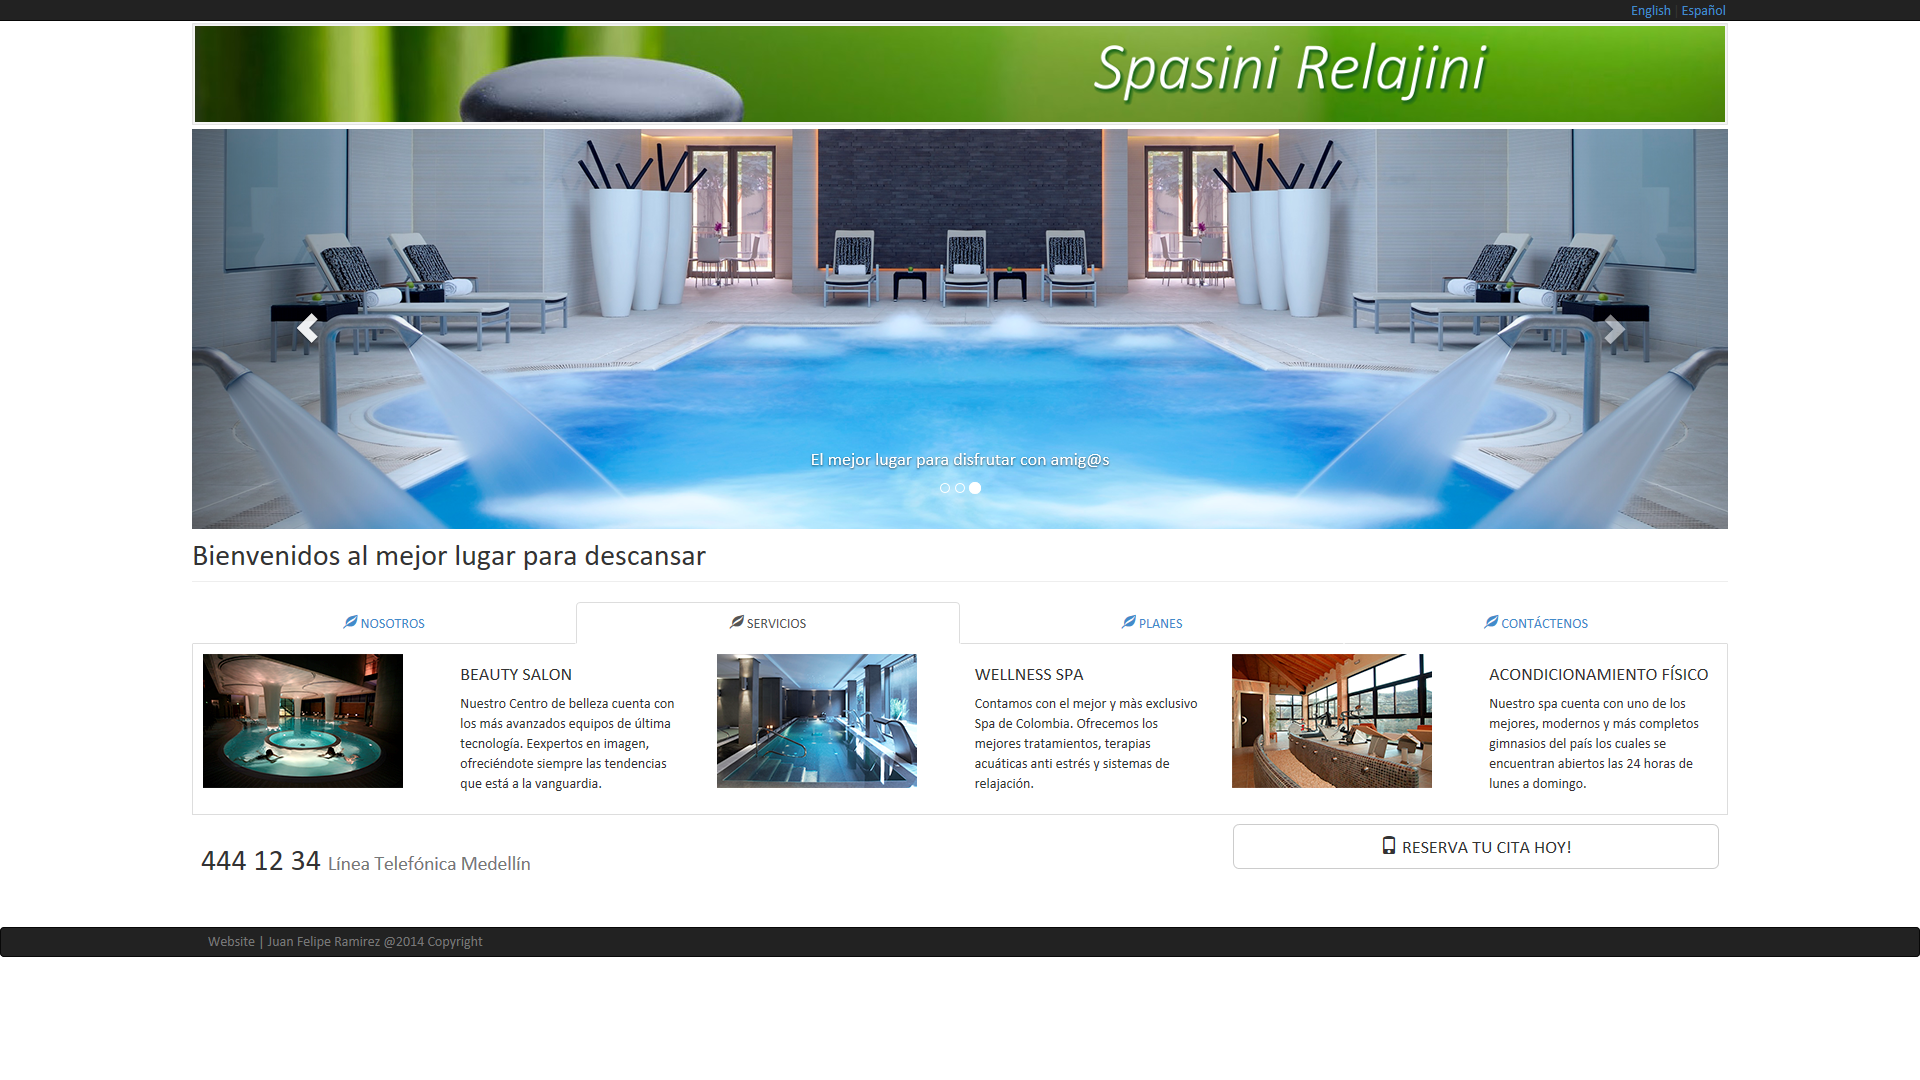 English | Español
Spasini Relajini
El mejor lugar para disfrutar con amig@s
Bienvenidos al mejor lugar para descansar
NOSOTROS
SERVICIOS
PLANES
CONTÁCTENOS
BEAUTY SALON
Nuestro Centro de belleza cuenta con
los más avanzados equipos de última
tecnología. Eexpertos en imagen,
ofreciéndote siempre las tendencias
que está a la vanguardia.
WELLNESS SPA
Contamos con el mejor y màs exclusivo
Spa de Colombia. Ofrecemos los
mejores tratamientos, terapias
acuáticas anti estrés y sistemas de
relajación.
ACONDICIONAMIENTO FÍSICO
Nuestro spa cuenta con uno de los
mejores, modernos y más completos
gimnasios del país los cuales se
encuentran abiertos las 24 horas de
lunes a domingo.
444 12 34 Línea Telefónica Medellín
RESERVA TU CITA HOY!
Website | Juan Felipe Ramirez @2014 Copyright